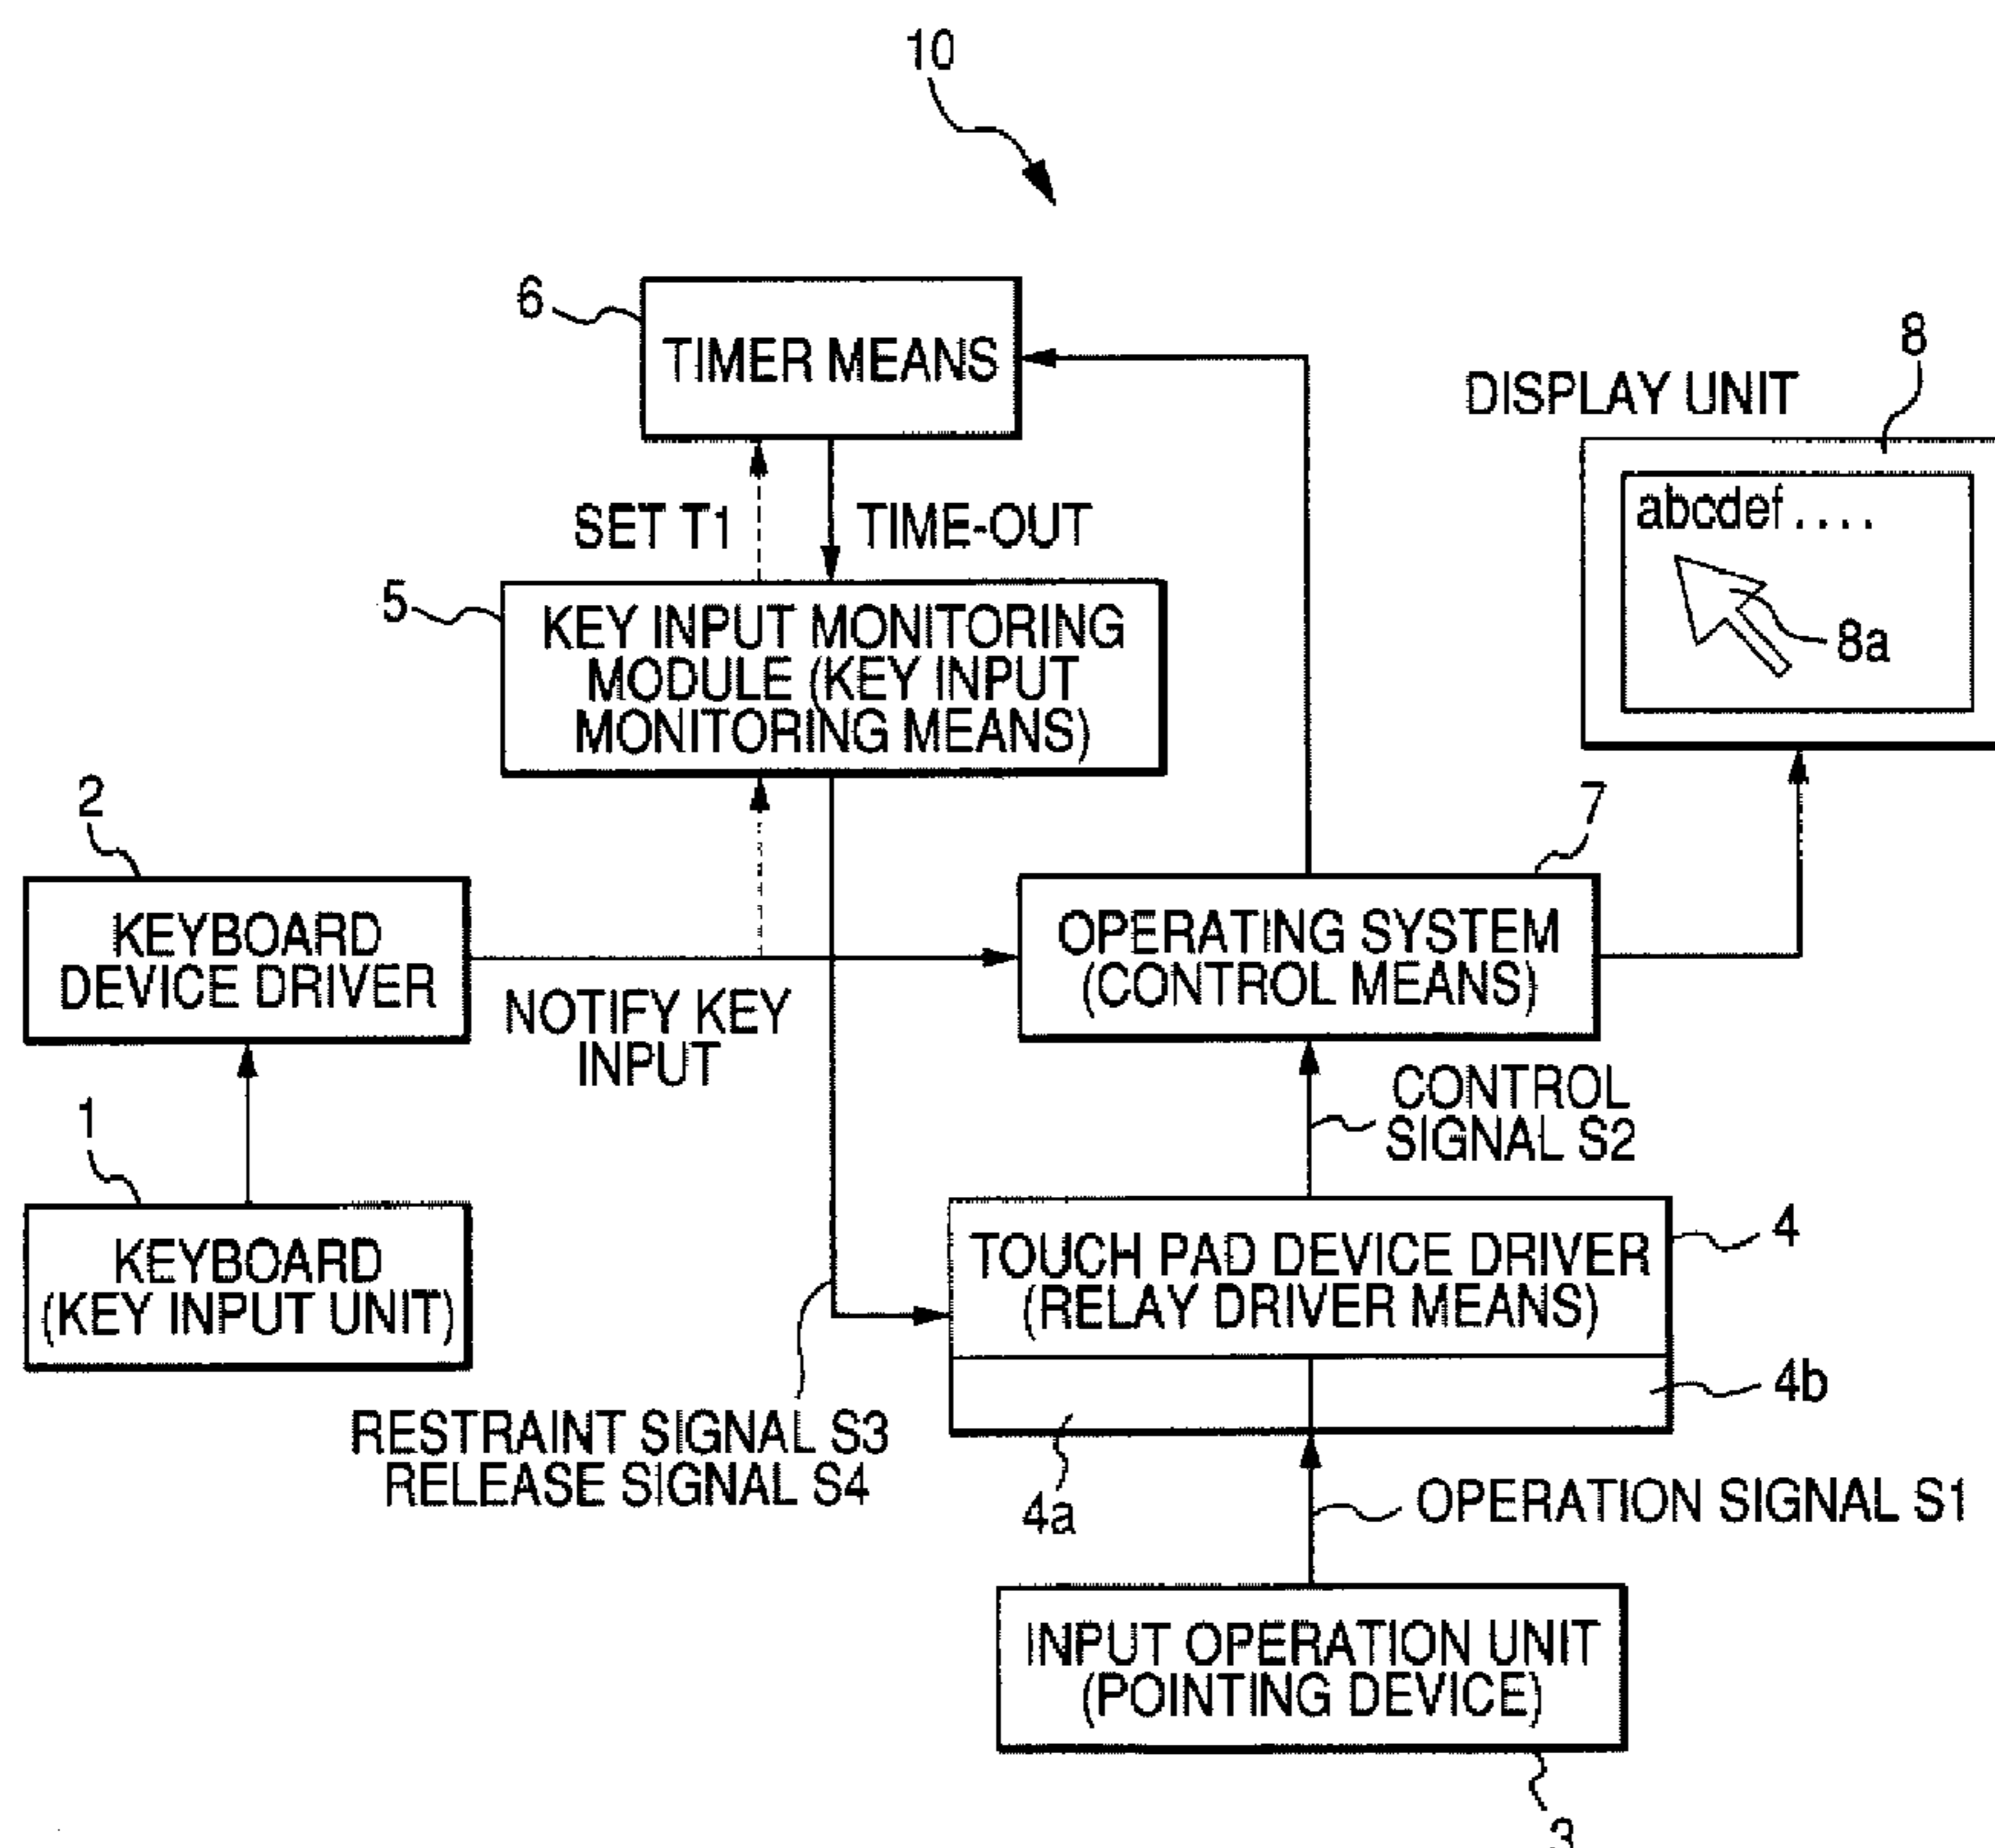 10
6
TIMER MEANS
8
DISPLAY UNIT
abcdef....
8a
SET T1
TIME-OUT
5
KEY INPUT MONITORING
MODULE (KEY INPUT
MONITORING MEANS)
2
KEYBOARD
DEVICE DRIVER
NOTIFY KEY
INPUT
7
OPERATING SYSTEM
(CONTROL MEANS)
CONTROL
SIGNAL S2
1
KEYBOARD
(KEY INPUT UNIT)
4
TOUCH PAD DEVICE DRIVER
(RELAY DRIVER MEANS)
4b
4a
RESTRAINT SIGNAL S3
RELEASE SIGNAL S4
OPERATION SIGNAL S1
INPUT OPERATION UNIT
(POINTING DEVICE)
3